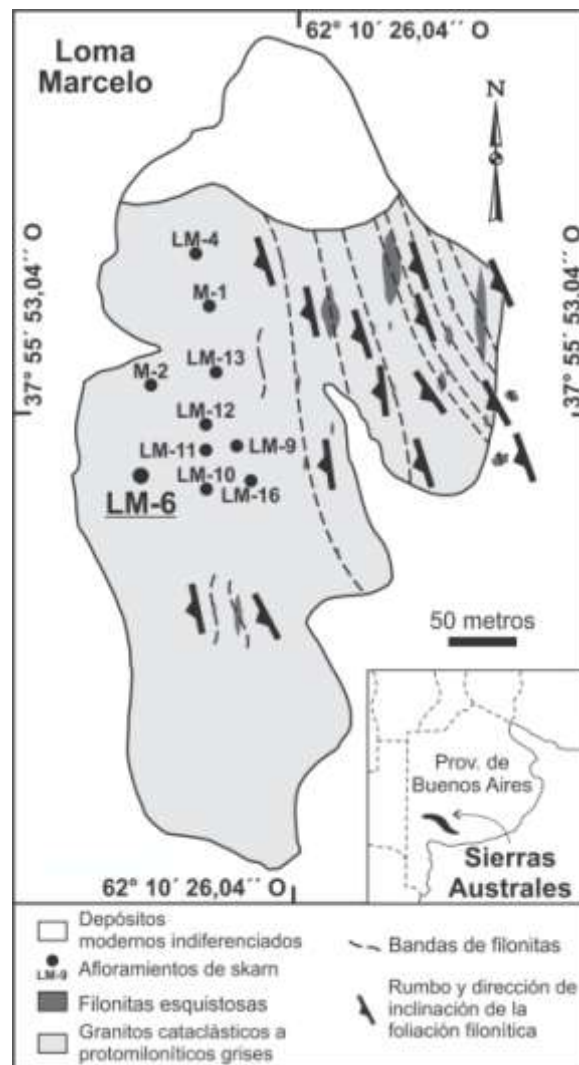 62° 10´ 26,04´´ O
Loma
Marcelo
N
LM-4
M-1
37° 55´ 53,04´´ O
37° 55´ 53,04´´ O
LM-13
M-2
LM-12
LM-11
LM-9
LM-10
LM-16
LM-6
50 metros
Prov. de
Buenos Aires
Sierras
Australes
62° 10´ 26,04´´ O
Depósitos
modernos indiferenciados
LM-9
Afloramientos de skarn
Filonitas esquistosas
Granitos cataclásticos a
protomiloníticos grises
Bandas de filonitas
Rumbo y dirección de
inclinación de la
foliación filonítica